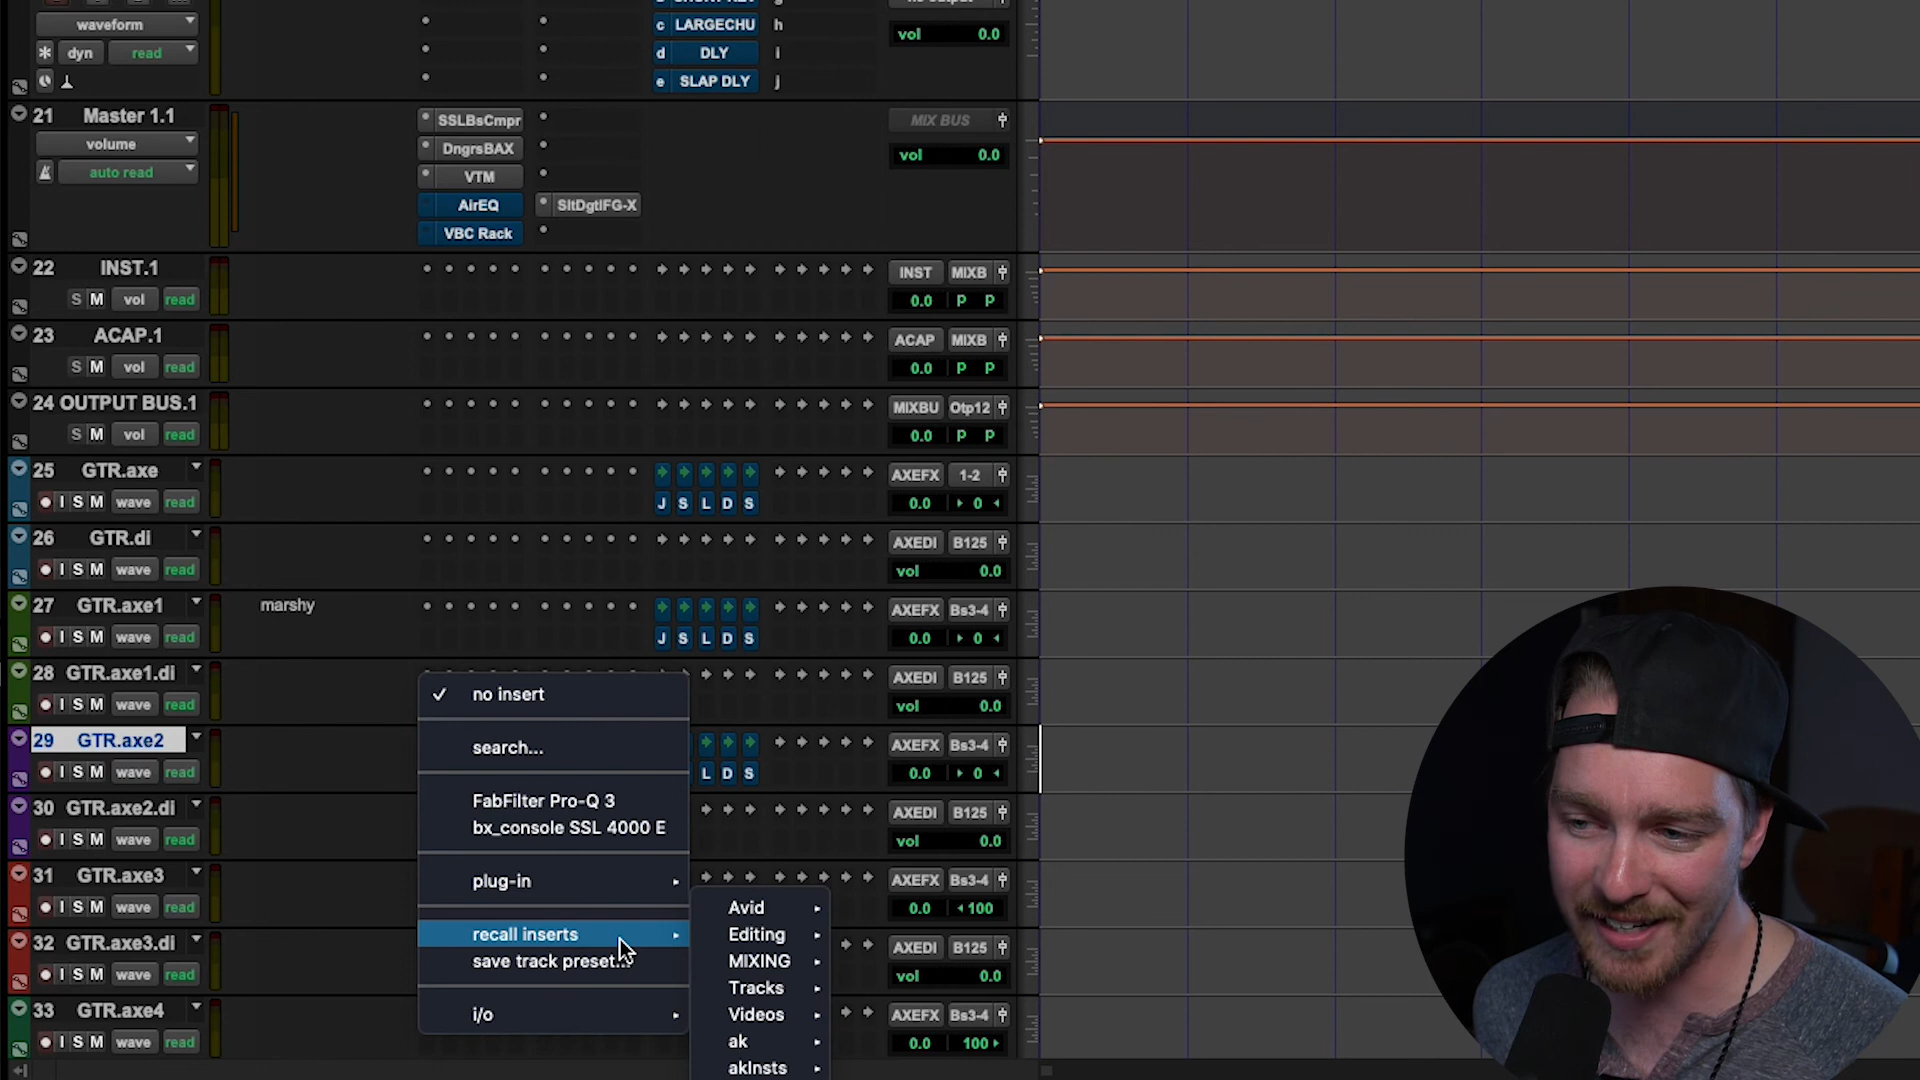 waveform
c LARGECHU h
vol 0.0
dyn read
d DLY i
e SLAP DLY j
21 Master 1.1
SSLBsCmpr
MIX BUS
volume
DngrsBAX
vol 0.0
auto read
VTM
AirEQ
SltDgtlFG-X
VBC Rack
22 INST.1
INST MIXB
S M vol read
0.0 P P
23 ACAP.1
ACAP MIXB
S M vol read
0.0 P P
24 OUTPUT BUS.1
MIXBU Otp12
S M vol read
0.0 P P
25 GTR.axe
AXEFX 1-2
I S M wave read
J S L D S
0.0 0
26 GTR.di
AXEDI B125
I S M wave read
vol 0.0
27 GTR.axe1
marshy
AXEFX Bs3-4
I S M wave read
J S L D S
0.0 0
28 GTR.axe1.di
AXEDI B125
I S M wave read
vol 0.0
29 GTR.axe2
AXEFX Bs3-4
I S M wave read
L D S
0.0 0
30 GTR.axe2.di
AXEDI B125
I S M wave read
vol 0.0
31 GTR.axe3
AXEFX Bs3-4
I S M wave read
0.0 100
32 GTR.axe3.di
AXEDI B125
I S M wave read
vol 0.0
33 GTR.axe4
AXEFX Bs3-4
I S M wave read
0.0 100
no insert
search...
FabFilter Pro-Q 3
bx_console SSL 4000 E
plug-in
recall inserts
save track preset...
i/o
Avid
Editing
MIXING
Tracks
Videos
ak
akInsts